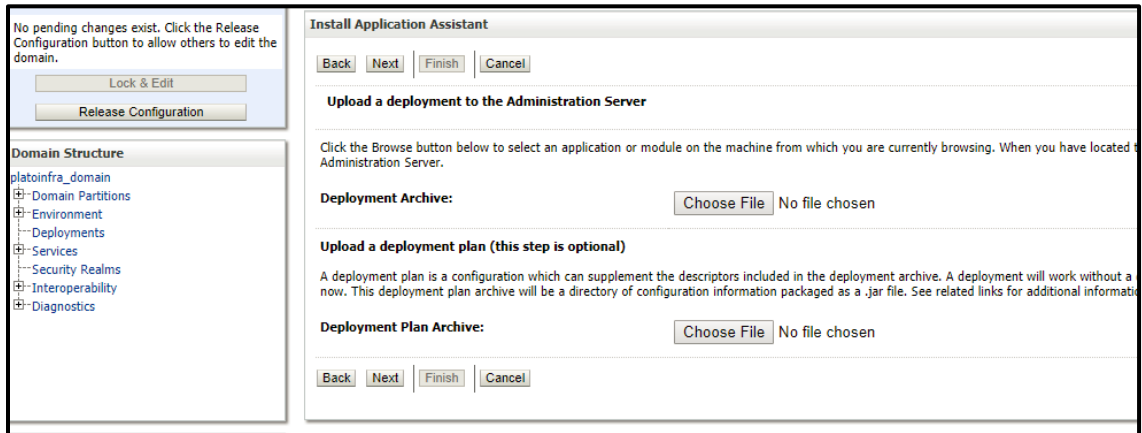 No pending changes exist. Click the Release
Configuration button to allow others to edit the
domain.
Lock & Edit
Release Configuration
Domain Structure
platoinfra_domain
Domain Partitions
Environment
Deployments
Services
Security Realms
Interoperability
Diagnostics
Install Application Assistant
Back Next Finish Cancel
Upload a deployment to the Administration Server
Click the Browse button below to select an application or module on the machine from which you are currently browsing. When you have located
Administration Server.
Deployment Archive: Choose File No file chosen
Upload a deployment plan (this step is optional)
A deployment plan is a configuration which can supplement the descriptors included in the deployment archive. A deployment will work without a
now. This deployment plan archive will be a directory of configuration information packaged as a .jar file. See related links for additional
Deployment Plan Archive: Choose File No file chosen
Back Next Finish Cancel